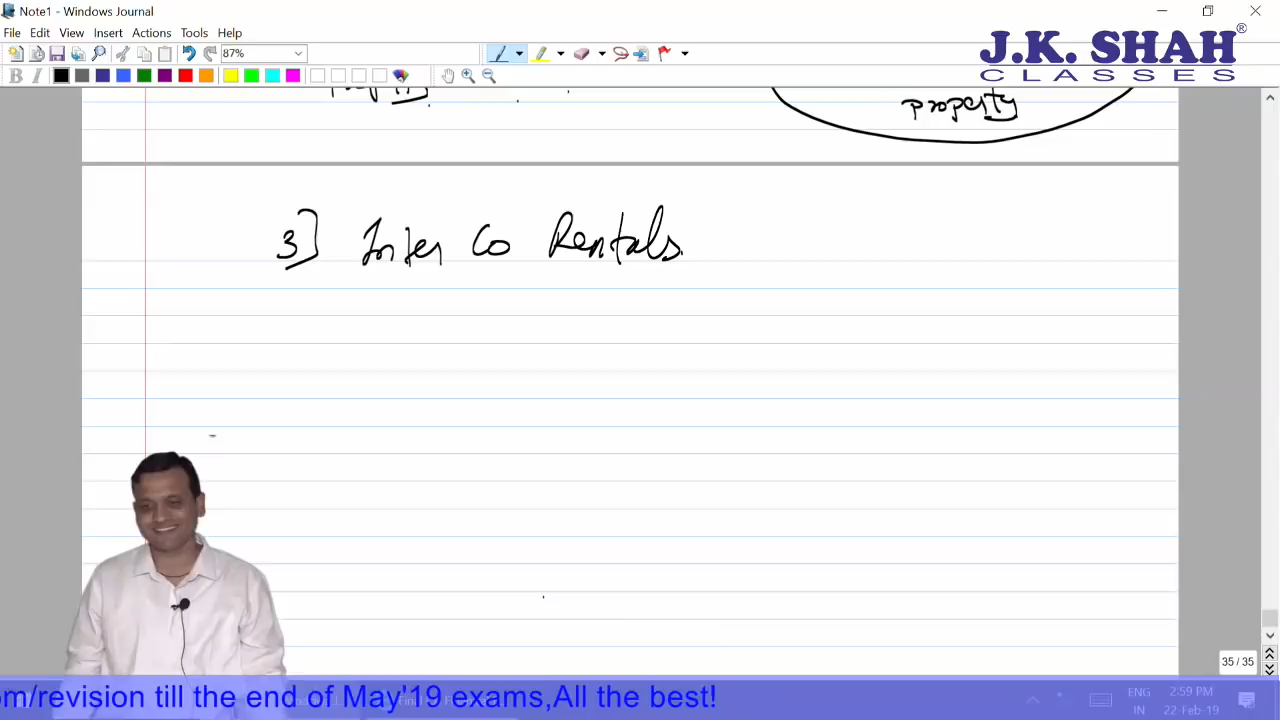 Note1 - Windows Journal
File Edit View Insert Actions Tools Help
87%
J.K. SHAH®
CLASSES
property
3] Inter Co Rentals.
35 / 35
om/revision till the end of May'19 exams,All the best!
ENG
IN
2:59 PM
22-Feb-19